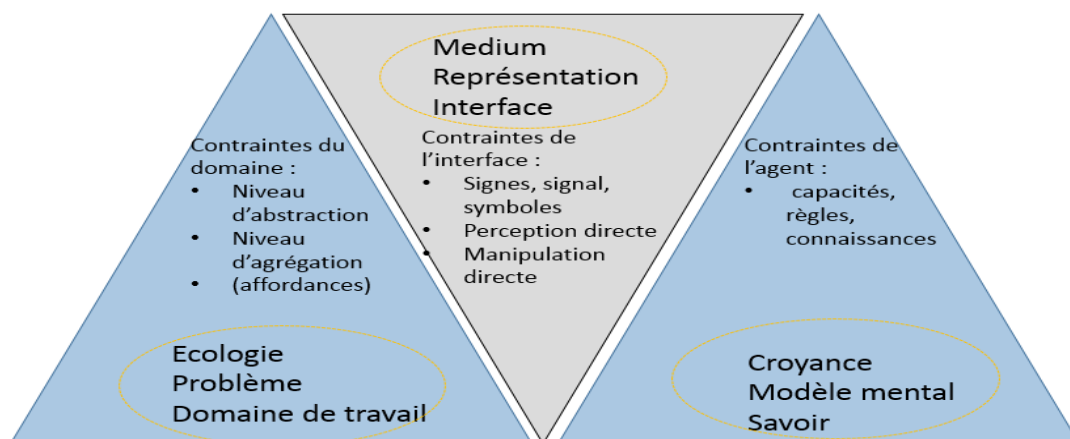 Medium
Représentation
Interface
Contraintes du
domaine :
• Niveau
d'abstraction
• Niveau
d'agrégation
• (affordances)
Ecologie
Problème
Domaine de travail
Contraintes de
l'interface :
• Signes, signal,
symboles
• Perception directe
• Manipulation
directe
Contraintes de
l'agent :
• capacités,
règles,
connaissances
Croyance
Modèle mental
Savoir